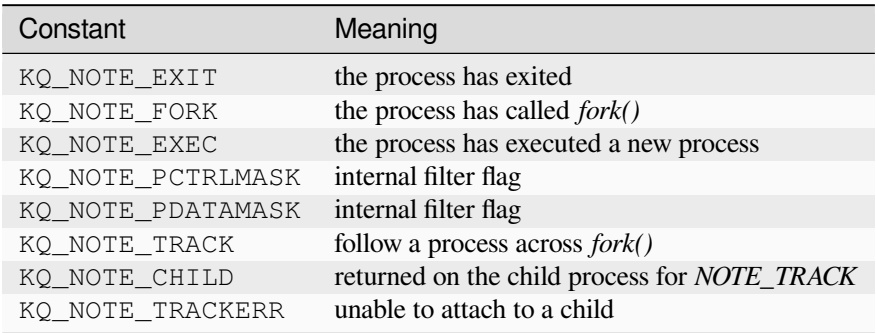 Constant Meaning
KQ_NOTE_EXIT the process has exited
KQ_NOTE_FORK the process has called fork()
KQ_NOTE_EXEC the process has executed a new process
KQ_NOTE_PCTRLMASK internal filter flag
KQ_NOTE_PDATAMASK internal filter flag
KQ_NOTE_TRACK follow a process across fork()
KQ_NOTE_CHILD returned on the child process for NOTE_TRACK
KQ_NOTE_TRACKERR unable to attach to a child